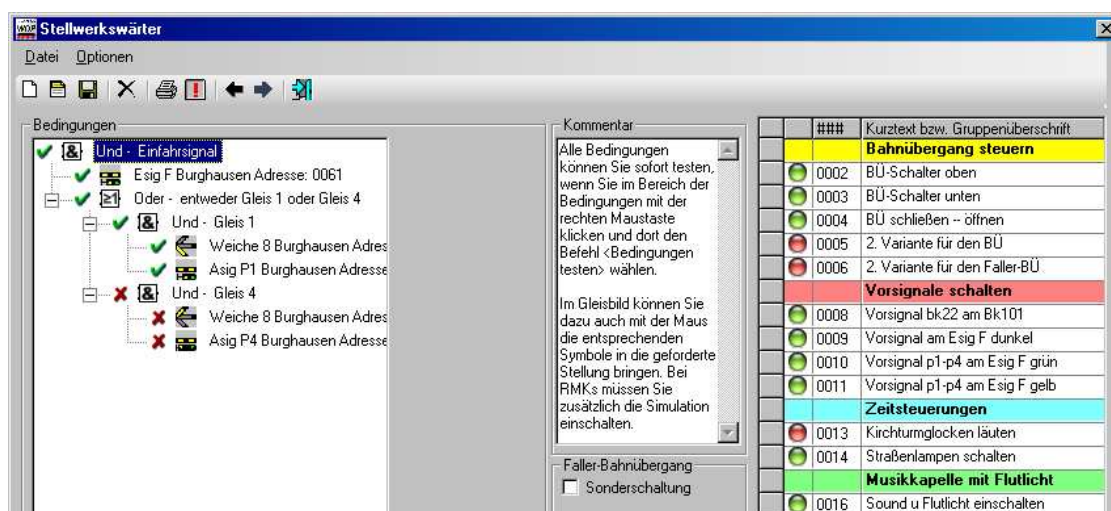 Stellwerkswärter
Datei Optionen
Bedingungen
Und - Einfahrsignal
Esig F Burghausen Adresse: 0061
Oder - entweder Gleis 1 oder Gleis 4
Und - Gleis 1
Weiche 8 Burghausen Adres
Asig P1 Burghausen Adresse
Und - Gleis 4
Weiche 8 Burghausen Adres
Asig P4 Burghausen Adresse
Kommentar
Alle Bedingungen
können Sie sofort testen,
wenn Sie im Bereich der
Bedingungen mit der
rechten Maustaste
klicken und dort den
Befehl <Bedingungen
testen> wählen.
Im Gleisbild können Sie
dazu auch mit der Maus
die entsprechenden
Symbole in die geforderte
Stellung bringen. Bei
RMKs müssen Sie
zusätzlich die Simulation
einschalten.
Faller-Bahnübergang
Sonderschaltung
### Kurztext bzw. Gruppenüberschrift
Bahnübergang steuern
0002 BÜ-Schalter oben
0003 BÜ-Schalter unten
0004 BÜ schließen -- öffnen
0005 2. Variante für den BÜ
0006 2. Variante für den Faller-BÜ
Vorsignale schalten
0008 Vorsignal bk22 am Bk101
0009 Vorsignal am Esig F dunkel
0010 Vorsignal p1-p4 am Esig F grün
0011 Vorsignal p1-p4 am Esig F gelb
Zeitsteuerungen
0013 Kirchturmglocken läuten
0014 Straßenlampen schalten
Musikkapelle mit Flutlicht
0016 Sound u Flutlicht einschalten